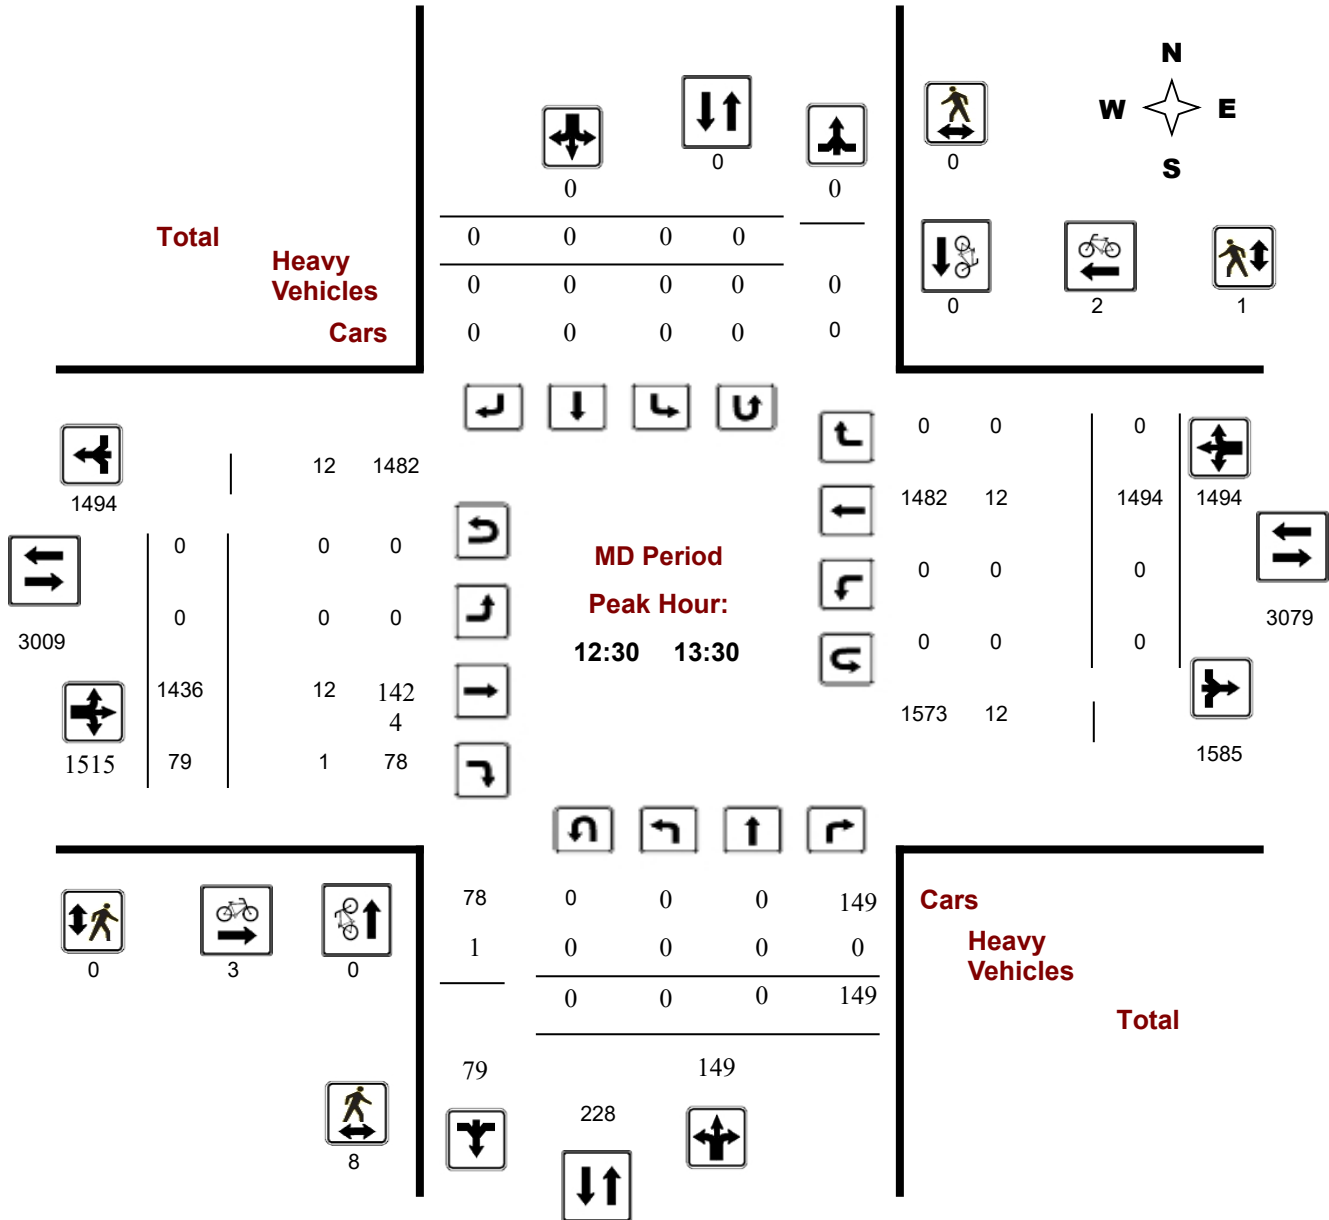 N
W E
S
0
0
0 0
0
Total
0 0 0 0
Heavy
Vehicles
0 0 0 0 0
Cars
0 0 0 0 0
0 2 1
0 0 0
12 1482
1494
1482 12 1494 1494
0 0 0
MD Period
0 0 0
0 0 0
Peak Hour:
3009
3079
12:30 13:30
0 0 0
1436 12 142
4
1573 12
1515 79 1 78
1585
78 0 0 0 149
Cars
1 0 0 0 0
Heavy
Vehicles
0 3 0
0 0 0 149
Total
79 149
228
8